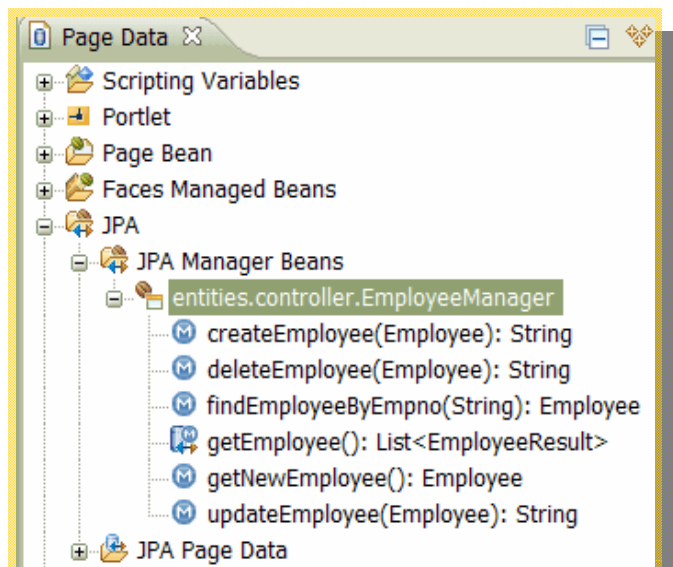 Page Data
Scripting Variables
Portlet
Page Bean
Faces Managed Beans
JPA
JPA Manager Beans
entities.controller.EmployeeManager
createEmployee(Employee): String
deleteEmployee(Employee): String
findEmployeeByEmpno(String): Employee
getEmployee(): List<EmployeeResult>
getNewEmployee(): Employee
updateEmployee(Employee): String
JPA Page Data